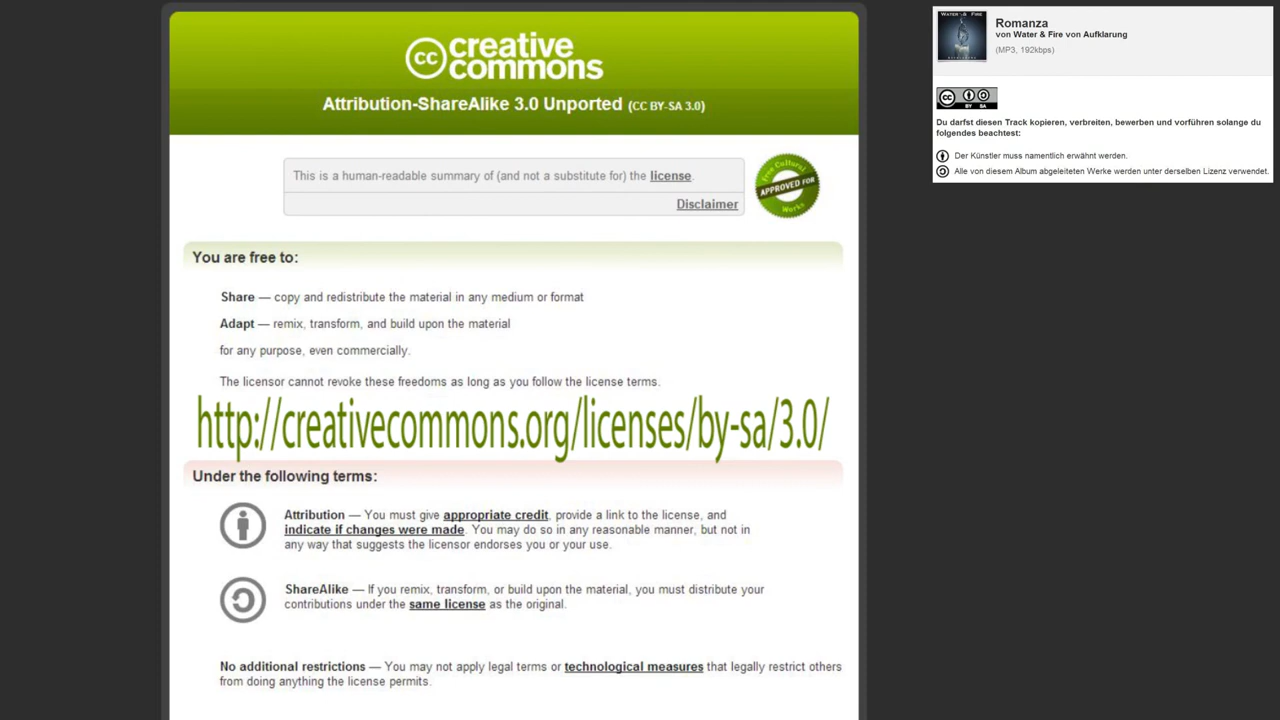 creative
commons
Attribution-ShareAlike 3.0 Unported (CC BY-SA 3.0)
This is a human-readable summary of (and not a substitute for) the license.
Disclaimer
Free Cultural
APPROVED FOR
Works
You are free to:
Share — copy and redistribute the material in any medium or format
Adapt — remix, transform, and build upon the material
for any purpose, even commercially.
The licensor cannot revoke these freedoms as long as you follow the license terms.
http://creativecommons.org/licenses/by-sa/3.0/
Under the following terms:
Attribution — You must give appropriate credit, provide a link to the license, and
indicate if changes were made. You may do so in any reasonable manner, but not in
any way that suggests the licensor endorses you or your use.
ShareAlike — If you remix, transform, or build upon the material, you must distribute your
contributions under the same license as the original.
No additional restrictions — You may not apply legal terms or technological measures that legally restrict others
from doing anything the license permits.
WATER & FIRE
Romanza
von Water & Fire von Aufklarung
(MP3, 192kbps)
CC BY SA
Du darfst diesen Track kopieren, verbreiten, bewerben und vorführen solange du
folgendes beachtest:
Der Künstler muss namentlich erwähnt werden.
Alle von diesem Album abgeleiteten Werke werden unter derselben Lizenz verwendet.